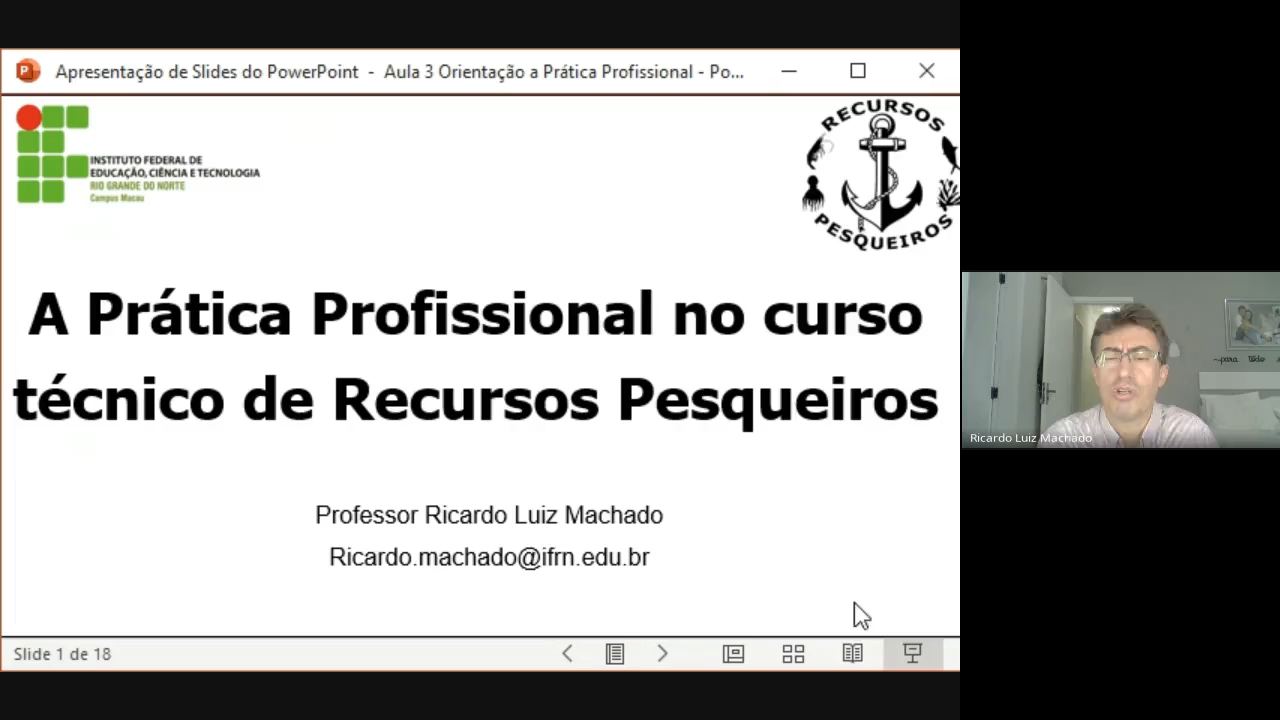 Apresentação de Slides do PowerPoint - Aula 3 Orientação a Prática Profissional - Po...
INSTITUTO FEDERAL DE
EDUCAÇÃO, CIÊNCIA E TECNOLOGIA
RIO GRANDE DO NORTE
Campus Macau
RECURSOS
PESQUEIROS
A Prática Profissional no curso
técnico de Recursos Pesqueiros
Professor Ricardo Luiz Machado
Ricardo.machado@ifrn.edu.br
Slide 1 de 18
para todo
Ricardo Luiz Machado